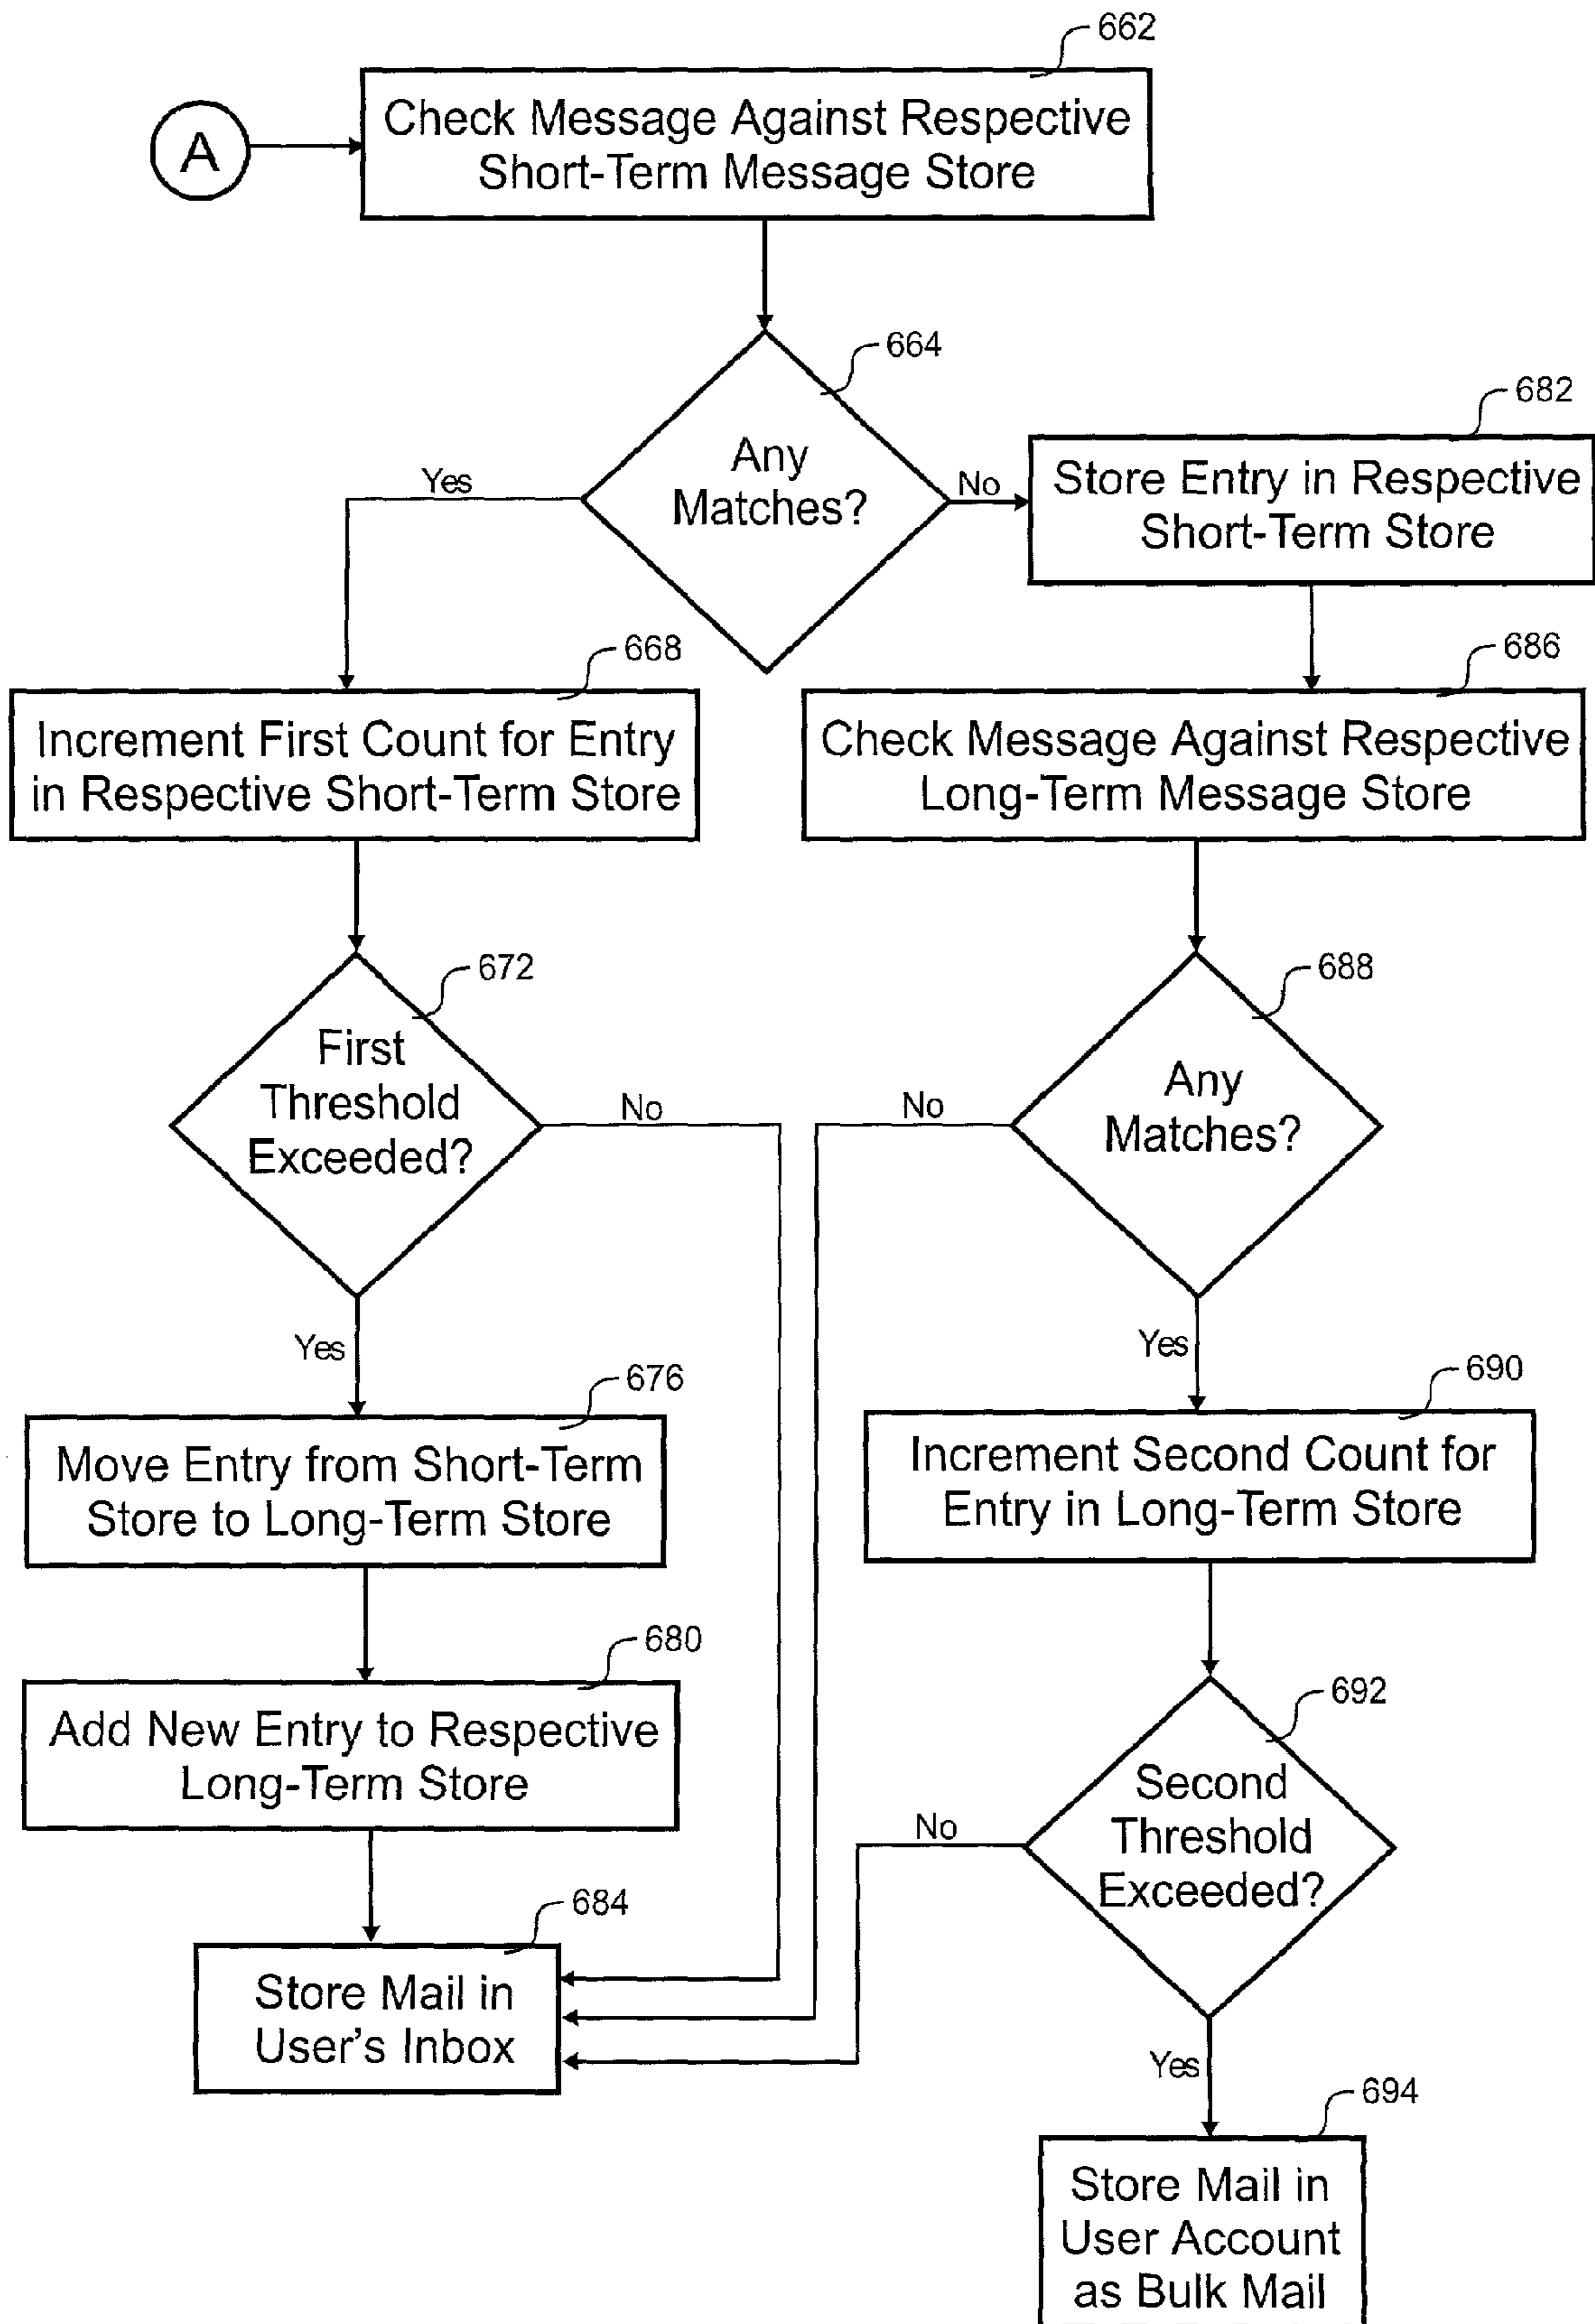 662
A
Check Message Against Respective
Short-Term Message Store
664
Any
Matches?
Yes
No
682
Store Entry in Respective
Short-Term Store
668
Increment First Count for Entry
in Respective Short-Term Store
686
Check Message Against Respective
Long-Term Message Store
672
First
Threshold
Exceeded?
No
Yes
688
Any
Matches?
No
Yes
676
Move Entry from Short-Term
Store to Long-Term Store
690
Increment Second Count for
Entry in Long-Term Store
680
Add New Entry to Respective
Long-Term Store
692
Second
Threshold
Exceeded?
No
Yes
684
Store Mail in
User's Inbox
694
Store Mail in
User Account
as Bulk Mail